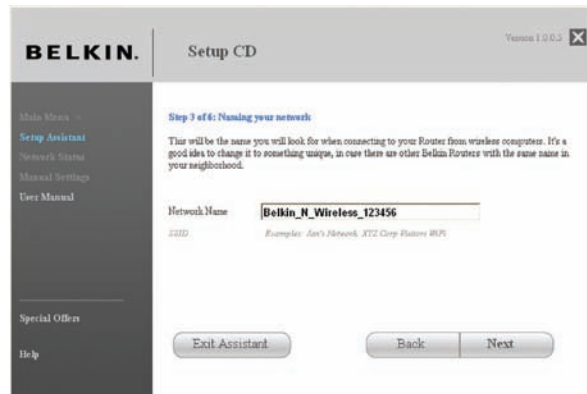 BELKIN.
Setup CD
Version 1.0.0.5
Main Menu >
Setup Assistant
Network Status
Manual Settings
User Manual
Special Offers
Help
Step 3 of 6: Naming your network
This will be the name you will look for when connecting to your Router from wireless computers. It's a
good idea to change it to something unique, in case there are other Belkin Routers with the same name in
your neighborhood.
Network Name
Belkin_N_Wireless_123456
SSID
Examples: Jan's Network, XYZ Corp Visitors WiFi
Exit Assistant
Back
Next